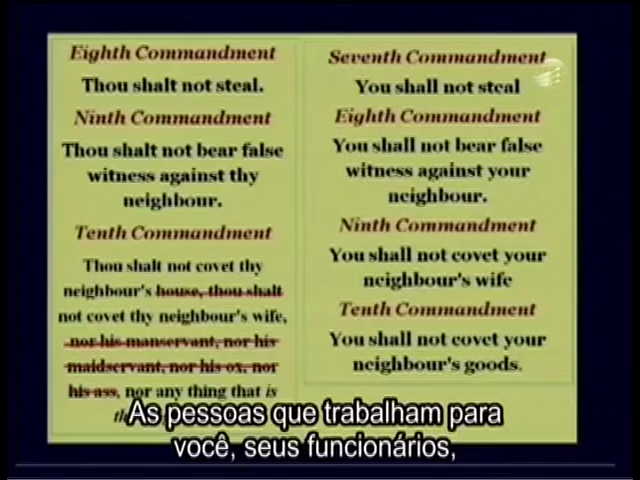 Eighth Commandment
Thou shalt not steal.
Ninth Commandment
Thou shalt not bear false
witness against thy
neighbour.
Tenth Commandment
Thou shalt not covet thy
neighbour's house, thou shalt
not covet thy neighbour's wife,
nor his manservant, nor his
maidservant, nor his ox, nor
his ass, nor any thing that is
Seventh Commandment
You shall not steal
Eighth Commandment
You shall not bear false
witness against your
neighbour.
Ninth Commandment
You shall not covet your
neighbour's wife
Tenth Commandment
You shall not covet your
neighbour's goods.
As pessoas que trabalham para
você, seus funcionários,